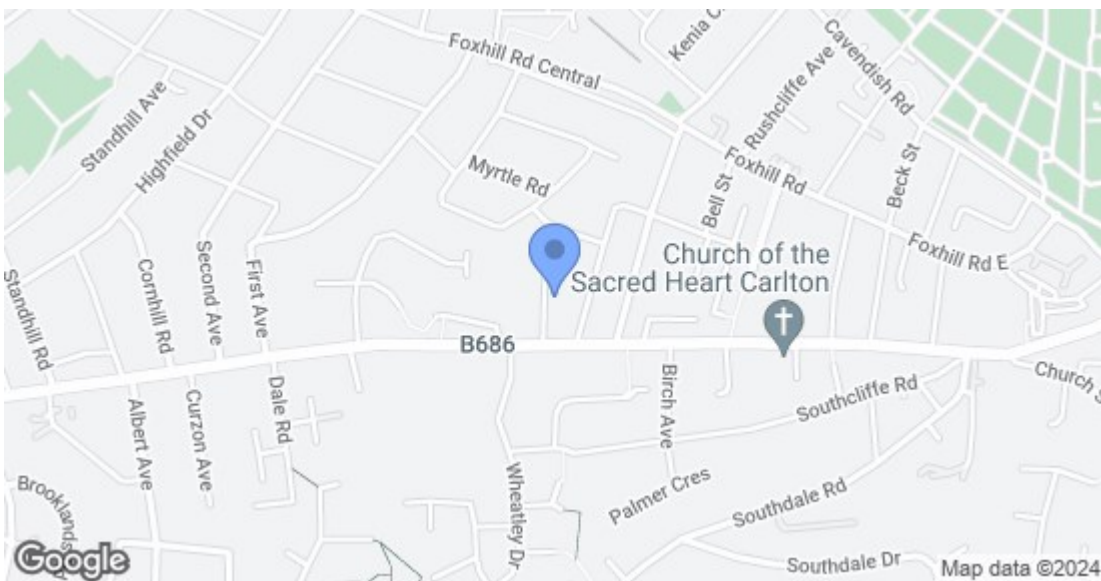 Foxhill Rd Central
Kenia C
Cavendish Rd
Rushcliffe Ave
Standhill Ave
Highfield Dr
Myrtle Rd
Foxhill Rd
Bell St
Beck St
Foxhill Rd E
Church of the
Sacred Heart Carlton
Standhill Rd
Cornhill Rd
Second Ave
First Ave
B686
Birch Ave
Church S
Southcliffe Rd
Albert Ave
Curzon Ave
Dale Rd
Wheatley Dr
Palmer Cres
Southdale Rd
Brooklands
Southdale Dr
Google
Map data ©2024